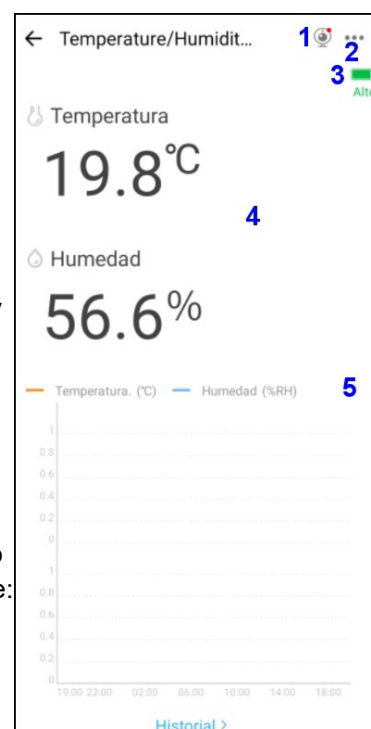 ← Temperature/Humidit... 1 •••
2
3
Alto
Temperatura
19.8°C
4
Humedad
56.6%
Temperatura. (°C) Humedad (%RH) 5
1
0.8
0.6
0.4
0.2
0
1
0.8
0.6
0.4
0.2
0
19:00 22:00 02:00 06:00 10:00 14:00 18:00
Historial >
e: